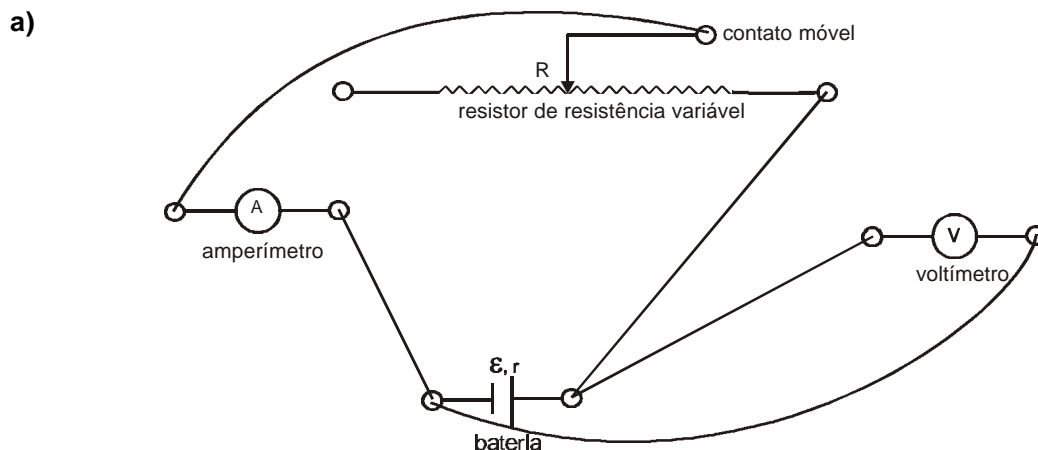 a)
contato móvel
R
resistor de resistência variável
A
amperímetro
V
voltímetro
ε, r
bateria